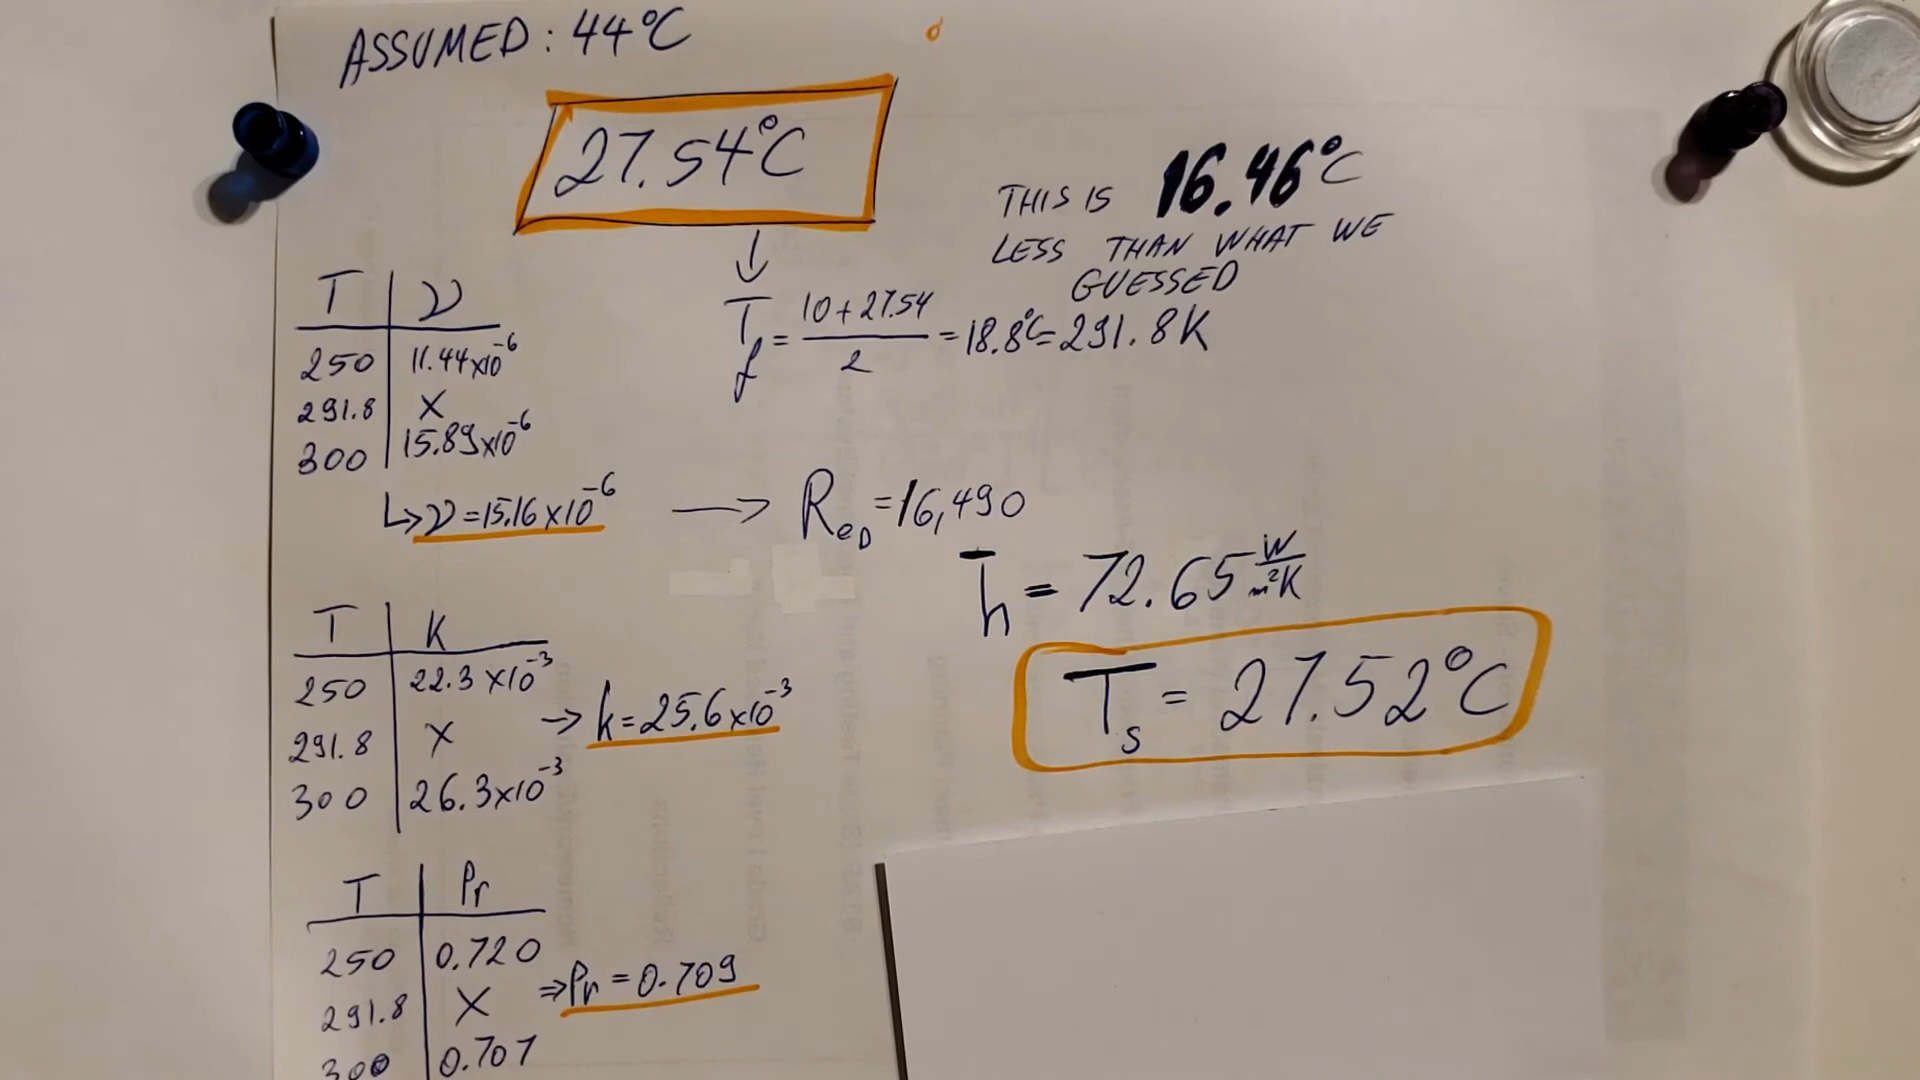 ASSUMED: 44°C
27.54°C
THIS IS 16.46°C
LESS THAN WHAT WE
GUESSED
T_f = (10+27.54)/2 = 18.8°C = 291.8K
T | ν
250 | 11.44×10^-6
291.8 | X
300 | 15.89×10^-6
↳ ν=15.16×10^-6 → Re_D = 16,490
h̄ = 72.65 W/m²K
T̄_s = 27.52°C
T | K
250 | 22.3×10^-3
291.8 | X → k=25.6×10^-3
300 | 26.3×10^-3
T | Pr
250 | 0.720
291.8 | X ⇒ Pr = 0.709
300 | 0.707